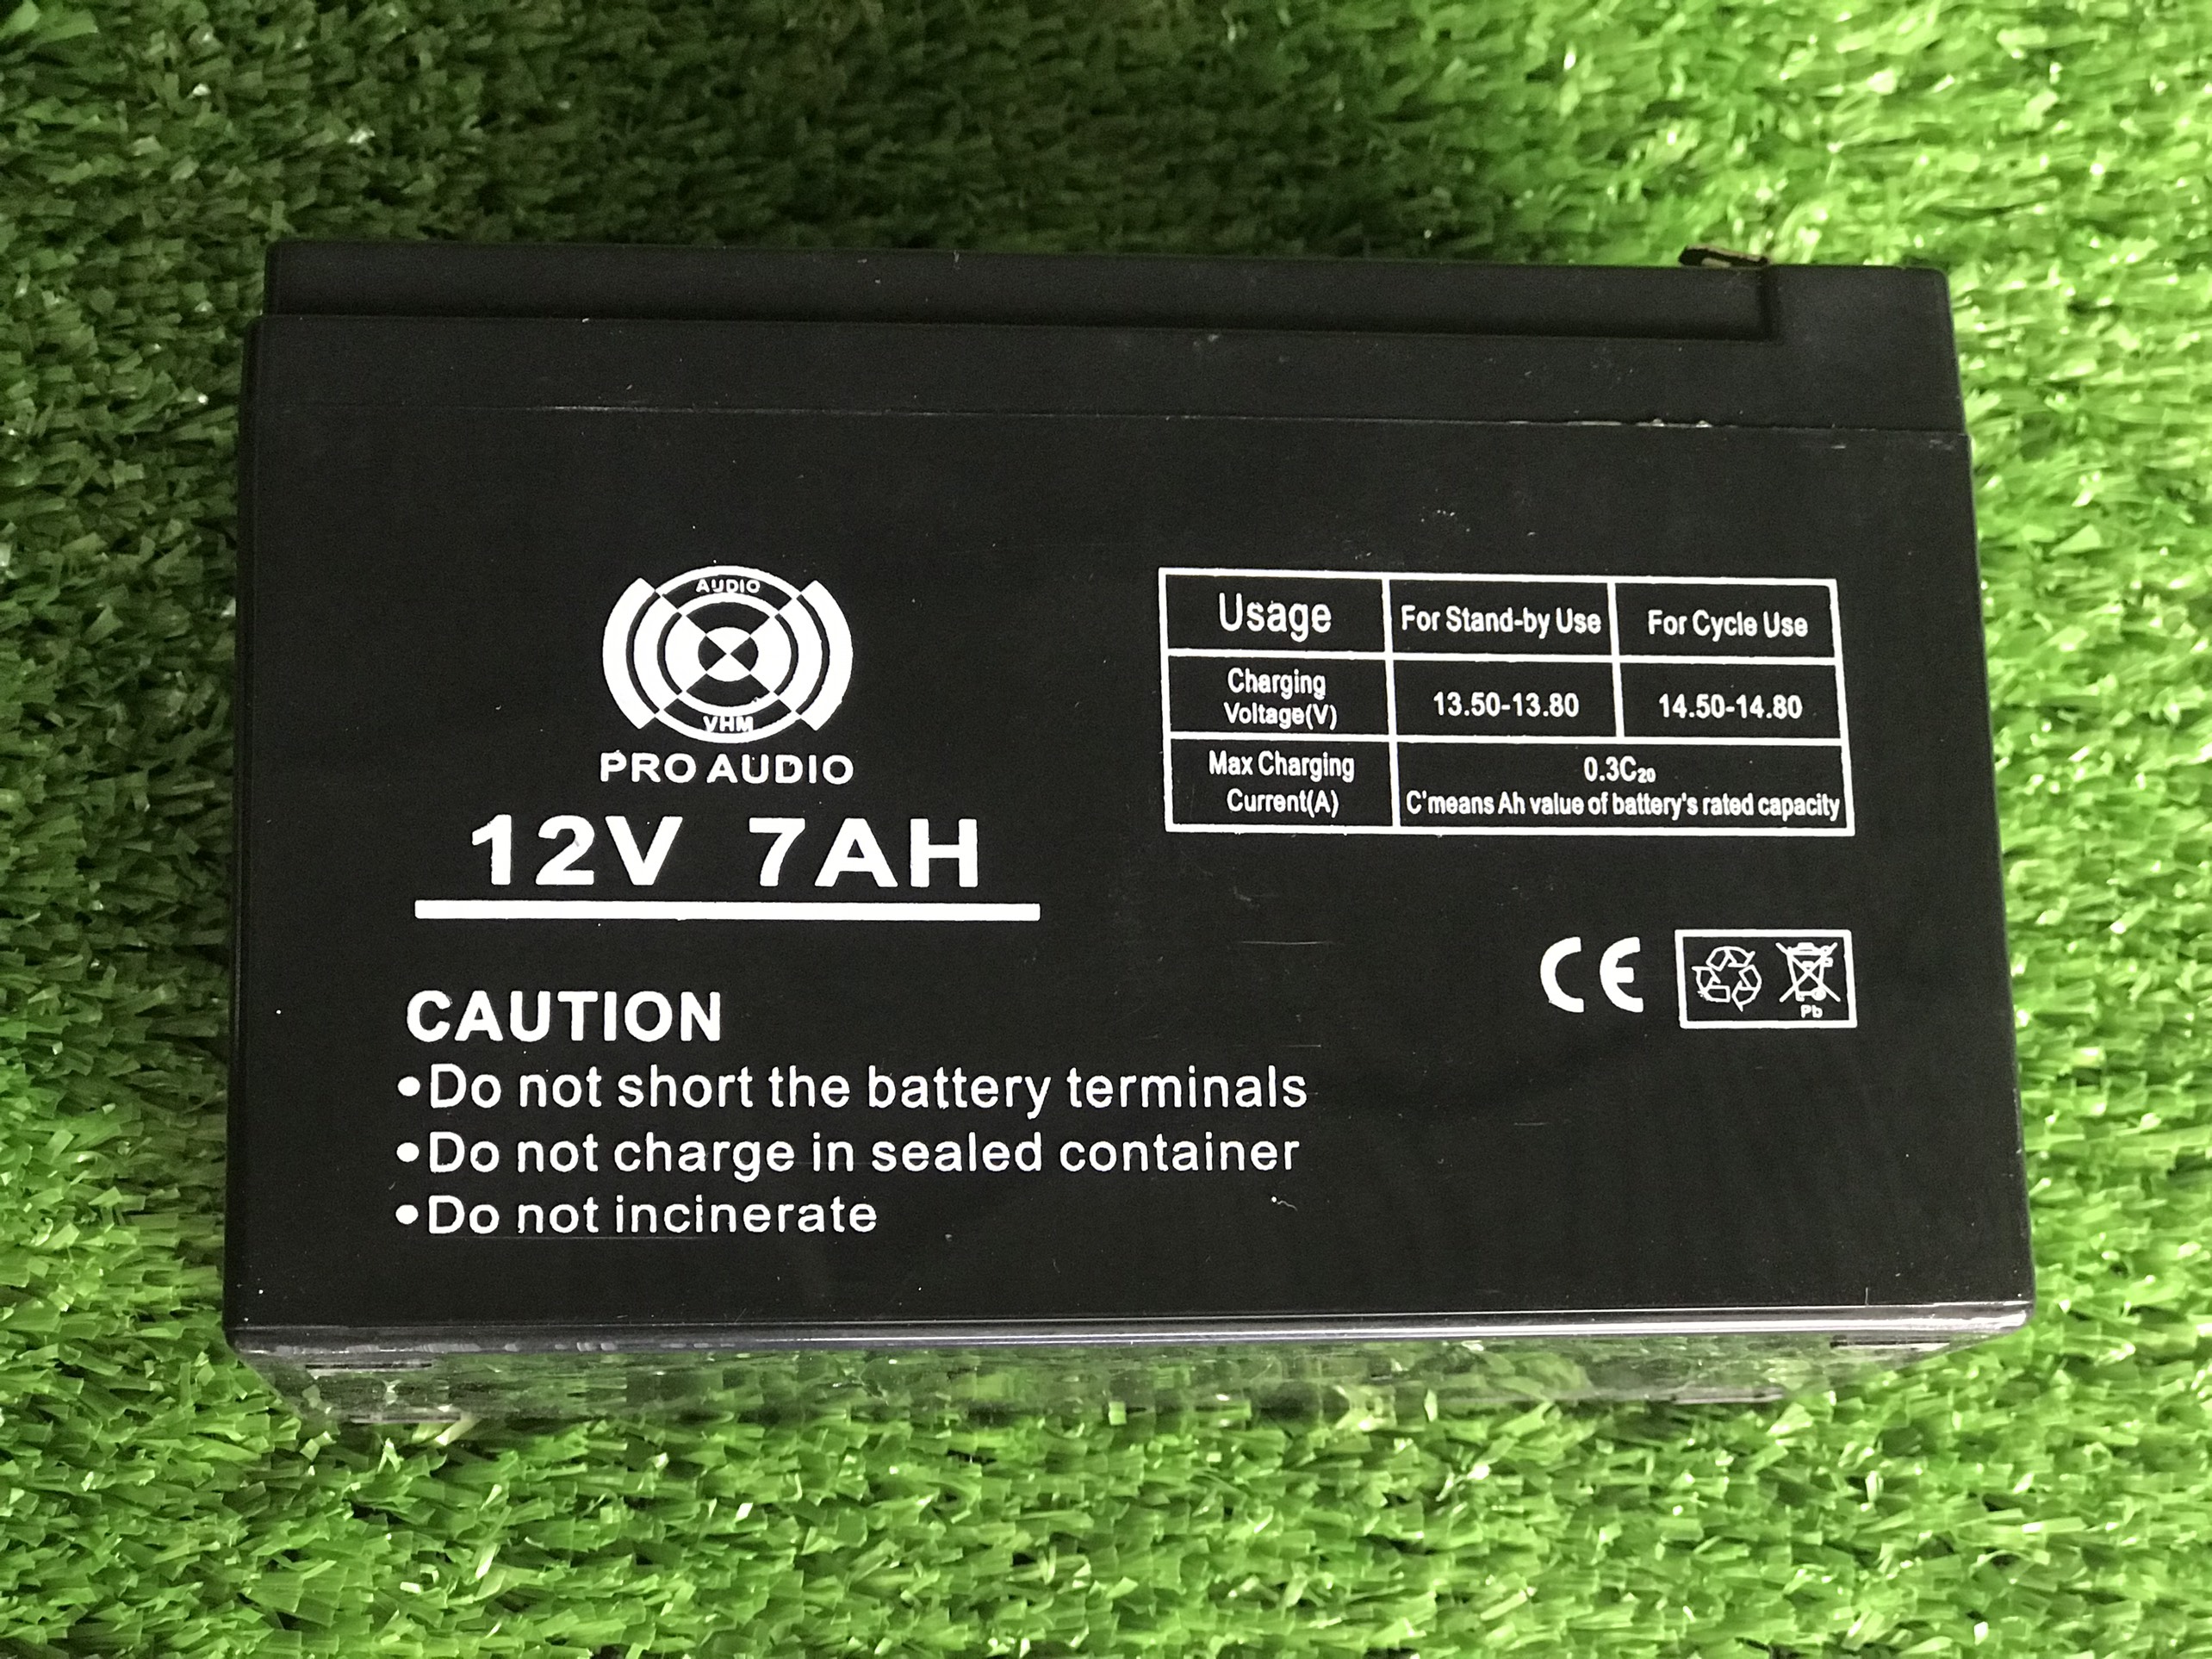 AUDIO
VHM
PRO AUDIO
12V 7AH
Usage For Stand-by Use For Cycle Use
Charging
Voltage(V) 13.50-13.80 14.50-14.80
Max Charging
Current(A)
0.3C₂₀
C'means Ah value of battery's rated capacity
CE
Pb
CAUTION
•Do not short the battery terminals
•Do not charge in sealed container
•Do not incinerate